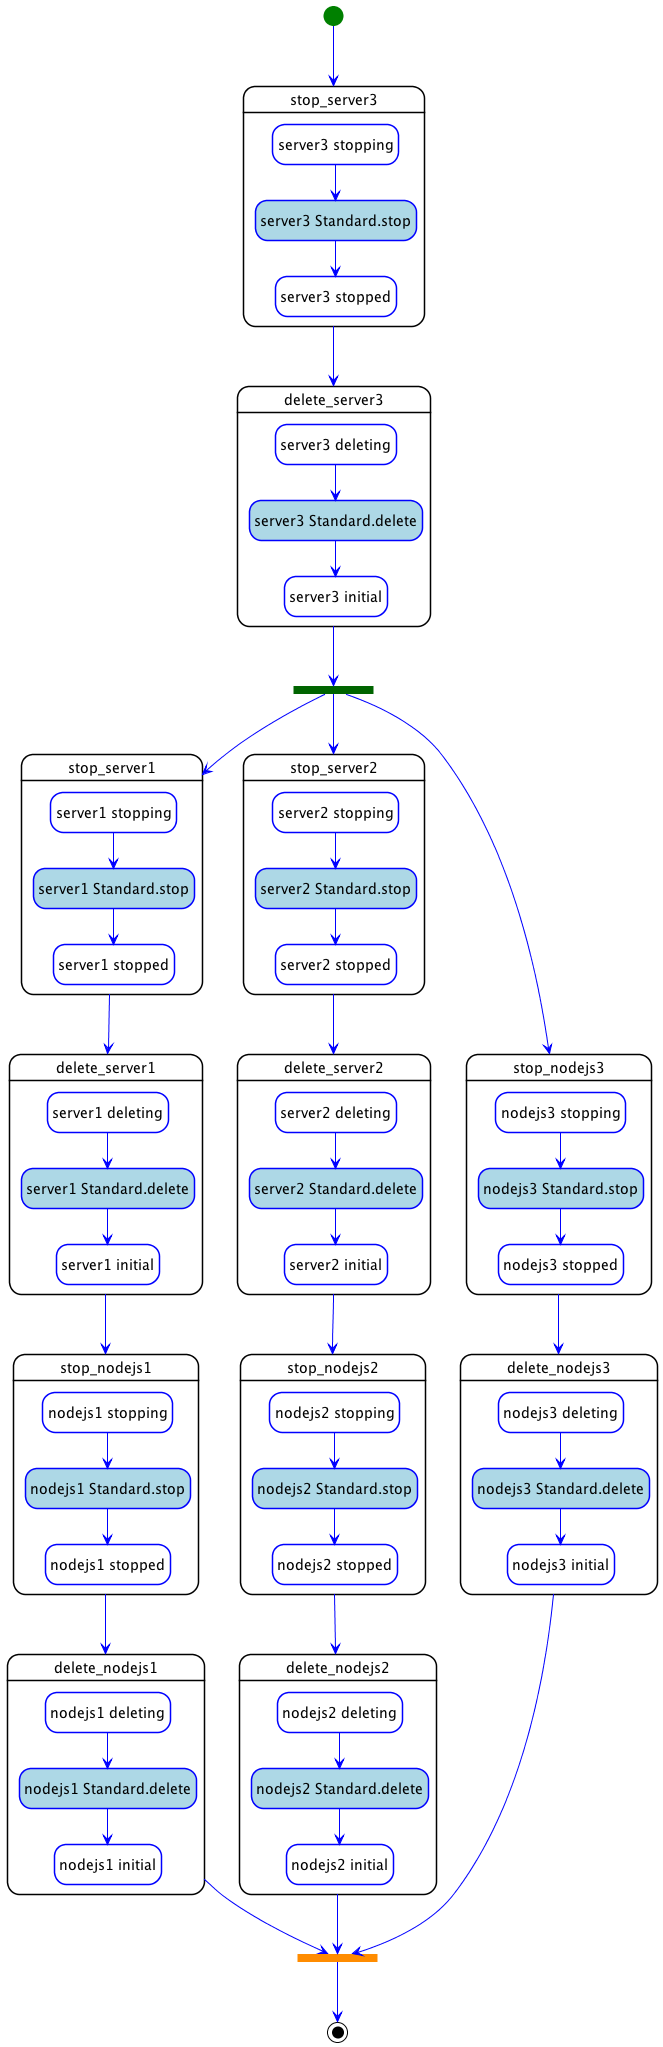 stop_server3
server3 stopping
server3 Standard.stop
server3 stopped
delete_server3
server3 deleting
server3 Standard.delete
server3 initial
stop_server1
server1 stopping
server1 Standard.stop
server1 stopped
stop_server2
server2 stopping
server2 Standard.stop
server2 stopped
delete_server1
server1 deleting
server1 Standard.delete
server1 initial
delete_server2
server2 deleting
server2 Standard.delete
server2 initial
stop_nodejs3
nodejs3 stopping
nodejs3 Standard.stop
nodejs3 stopped
stop_nodejs1
nodejs1 stopping
nodejs1 Standard.stop
nodejs1 stopped
stop_nodejs2
nodejs2 stopping
nodejs2 Standard.stop
nodejs2 stopped
delete_nodejs3
nodejs3 deleting
nodejs3 Standard.delete
nodejs3 initial
delete_nodejs1
nodejs1 deleting
nodejs1 Standard.delete
nodejs1 initial
delete_nodejs2
nodejs2 deleting
nodejs2 Standard.delete
nodejs2 initial